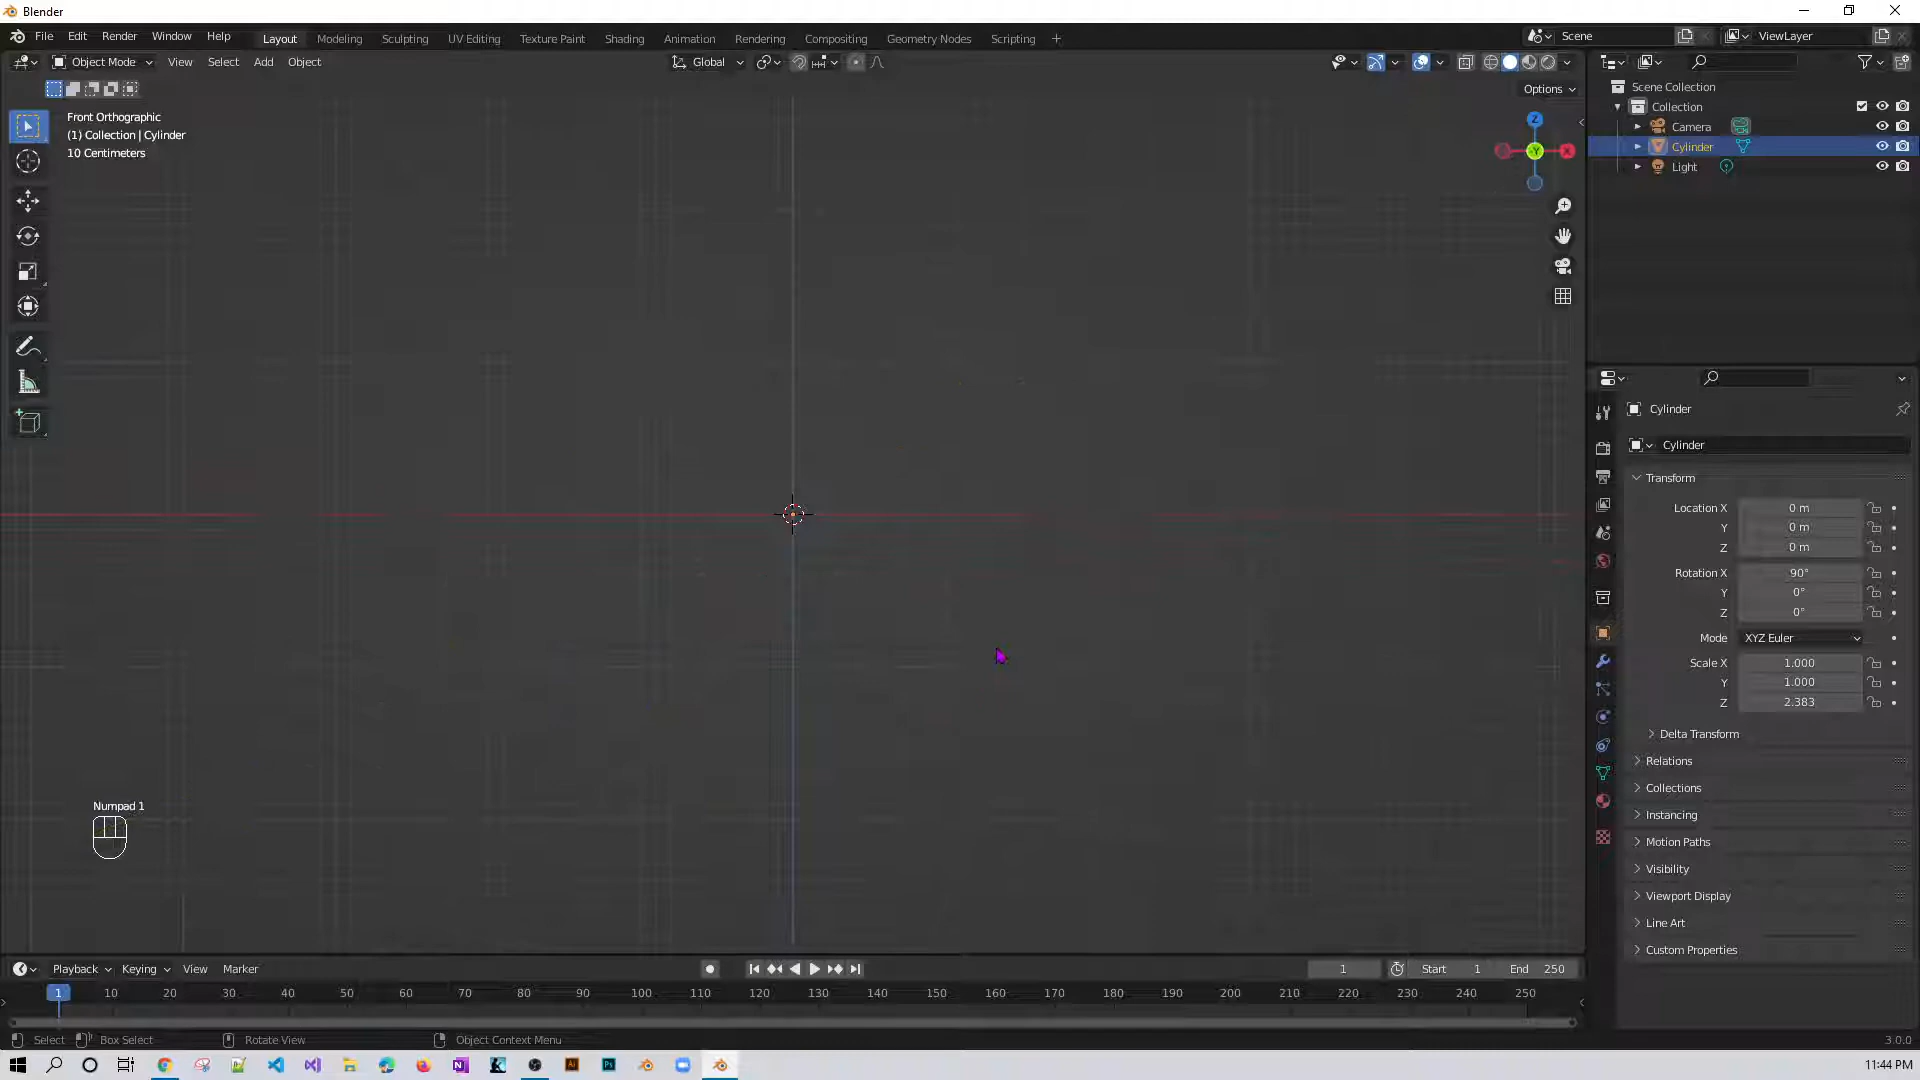 Blender
File Edit Render Window Help Layout Modeling Sculpting UV Editing Texture Paint Shading Animation Rendering Compositing Geometry Nodes Scripting + Scene ViewLayer
Object Mode View Select Add Object Global
Options
Front Orthographic
(1) Collection | Cylinder
10 Centimeters
Z
Y
X
Numpad 1
Scene Collection
Collection
Camera
Cylinder
Light
Cylinder
Cylinder
Transform
Location X 0 m
Y 0 m
Z 0 m
Rotation X 90°
Y 0°
Z 0°
Mode XYZ Euler
Scale X 1.000
Y 1.000
Z 2.383
Delta Transform
Relations
Collections
Instancing
Motion Paths
Visibility
Viewport Display
Line Art
Custom Properties
Playback Keying View Marker 1 Start 1 End 250
1 10 20 30 40 50 60 70 80 90 100 110 120 130 140 150 160 170 180 190 200 210 220 230 240 250
Select Box Select Rotate View Object Context Menu 3.0.0
11:44 PM